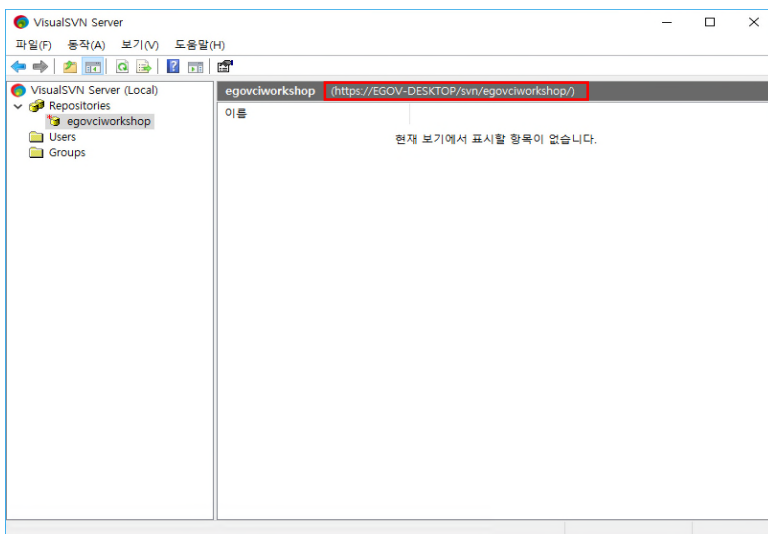 VisualSVN Server
파일(F) 동작(A) 보기(V) 도움말(H)
VisualSVN Server (Local)
Repositories
egovciworkshop
Users
Groups
egovciworkshop (https://EGOV-DESKTOP/svn/egovciworkshop/)
이름
현재 보기에서 표시할 항목이 없습니다.